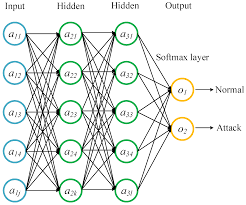 Input Hidden Hidden Output
Softmax layer
a11 a21 a31
a12 a22 a32
a13 a23 a33
a14 a24 a34
a1j a2k a3l
o1 Normal
o2 Attack